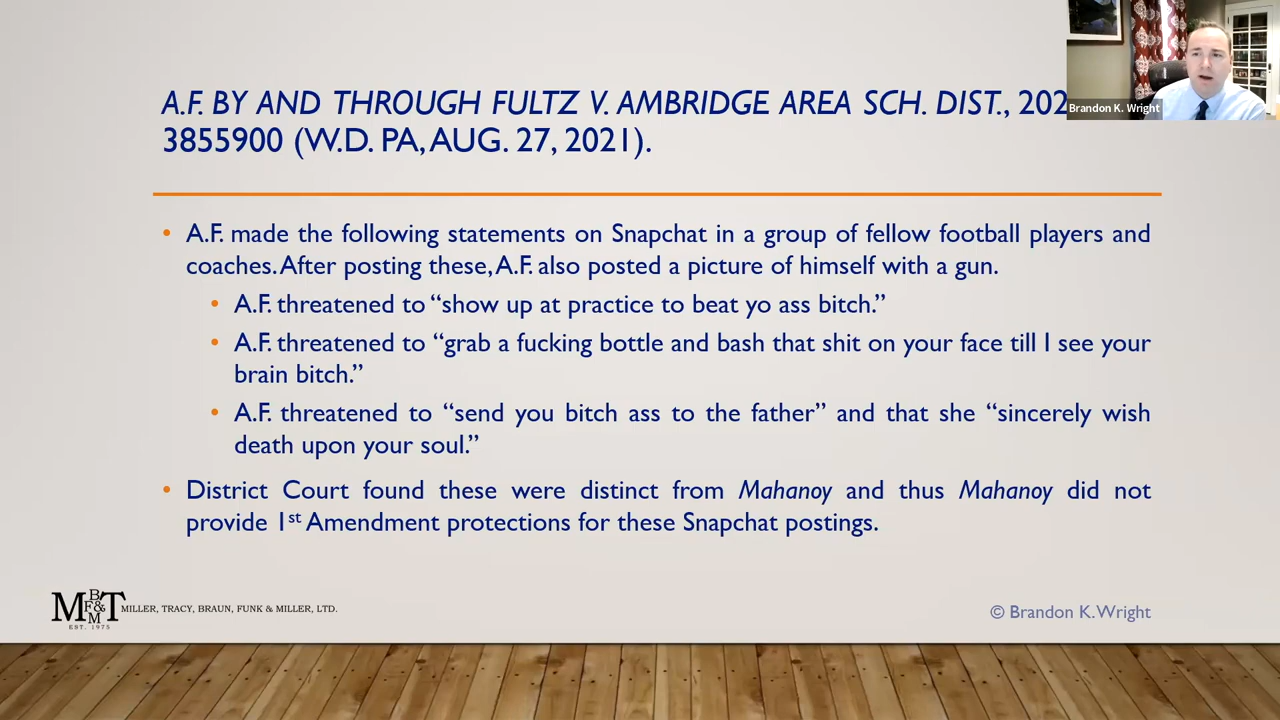 A.F. BY AND THROUGH FULTZ V. AMBRIDGE AREA SCH. DIST.,
3855900 (W.D. PA, AUG. 27, 2021).
Brandon K. Wright
• A.F. made the following statements on Snapchat in a group of fellow football players and
coaches. After posting these, A.F. also posted a picture of himself with a gun.
• A.F. threatened to “show up at practice to beat yo ass bitch.”
• A.F. threatened to “grab a fucking bottle and bash that shit on your face till I see your
brain bitch.”
• A.F. threatened to “send you bitch ass to the father” and that she “sincerely wish
death upon your soul.”
• District Court found these were distinct from Mahanoy and thus Mahanoy did not
provide 1st Amendment protections for these Snapchat postings.
MBF&MT MILLER, TRACY, BRAUN, FUNK & MILLER, LTD.
EST. 1975
© Brandon K. Wright